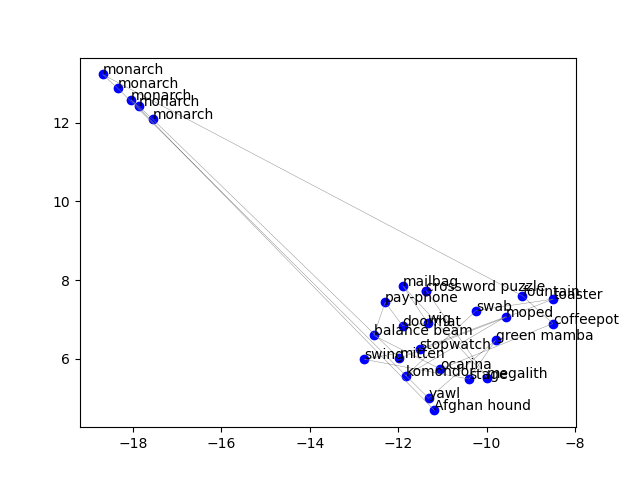 monarch
monarch
monarch
monarch
monarch
mailbag
crossword puzzle
fountain
toaster
pay-phone
swab
moped
wig
doormat
coffeepot
balance beam
green mamba
stopwatch
swing
mitten
ocarina
komondor
stage
megalith
yawl
Afghan hound
12
10
8
6
−18
−16
−14
−12
−10
−8